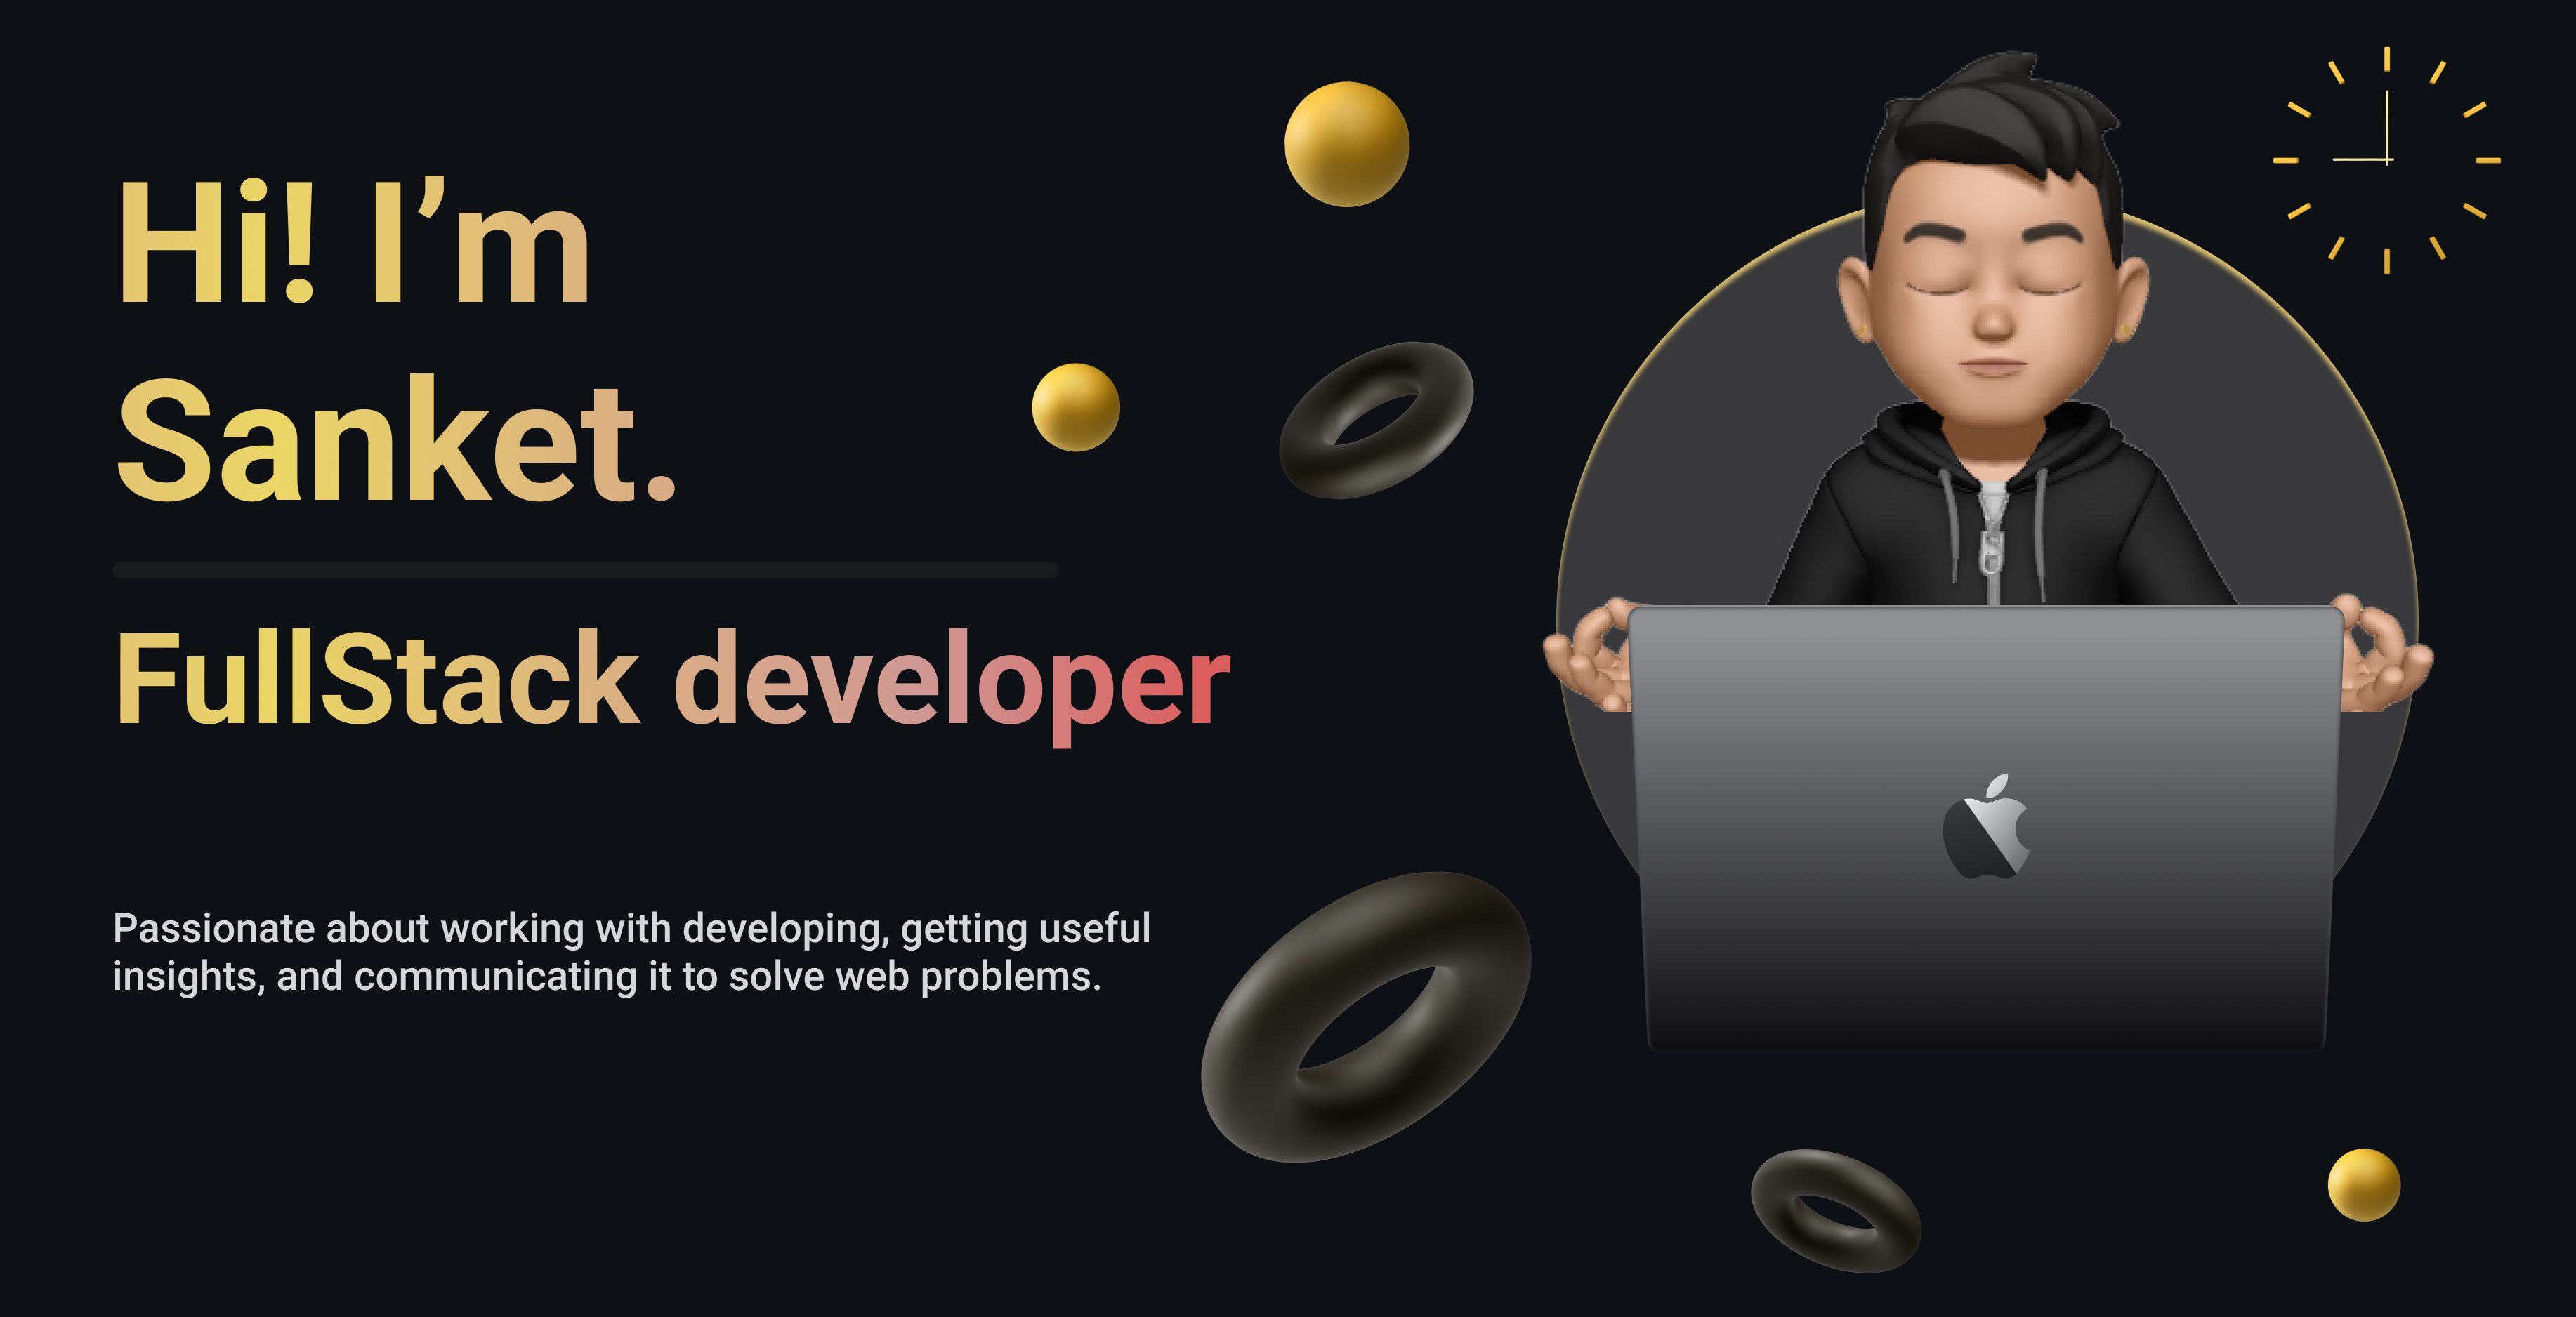 Hi! I’m
Sanket.
FullStack developer
Passionate about working with developing, getting useful
insights, and communicating it to solve web problems.